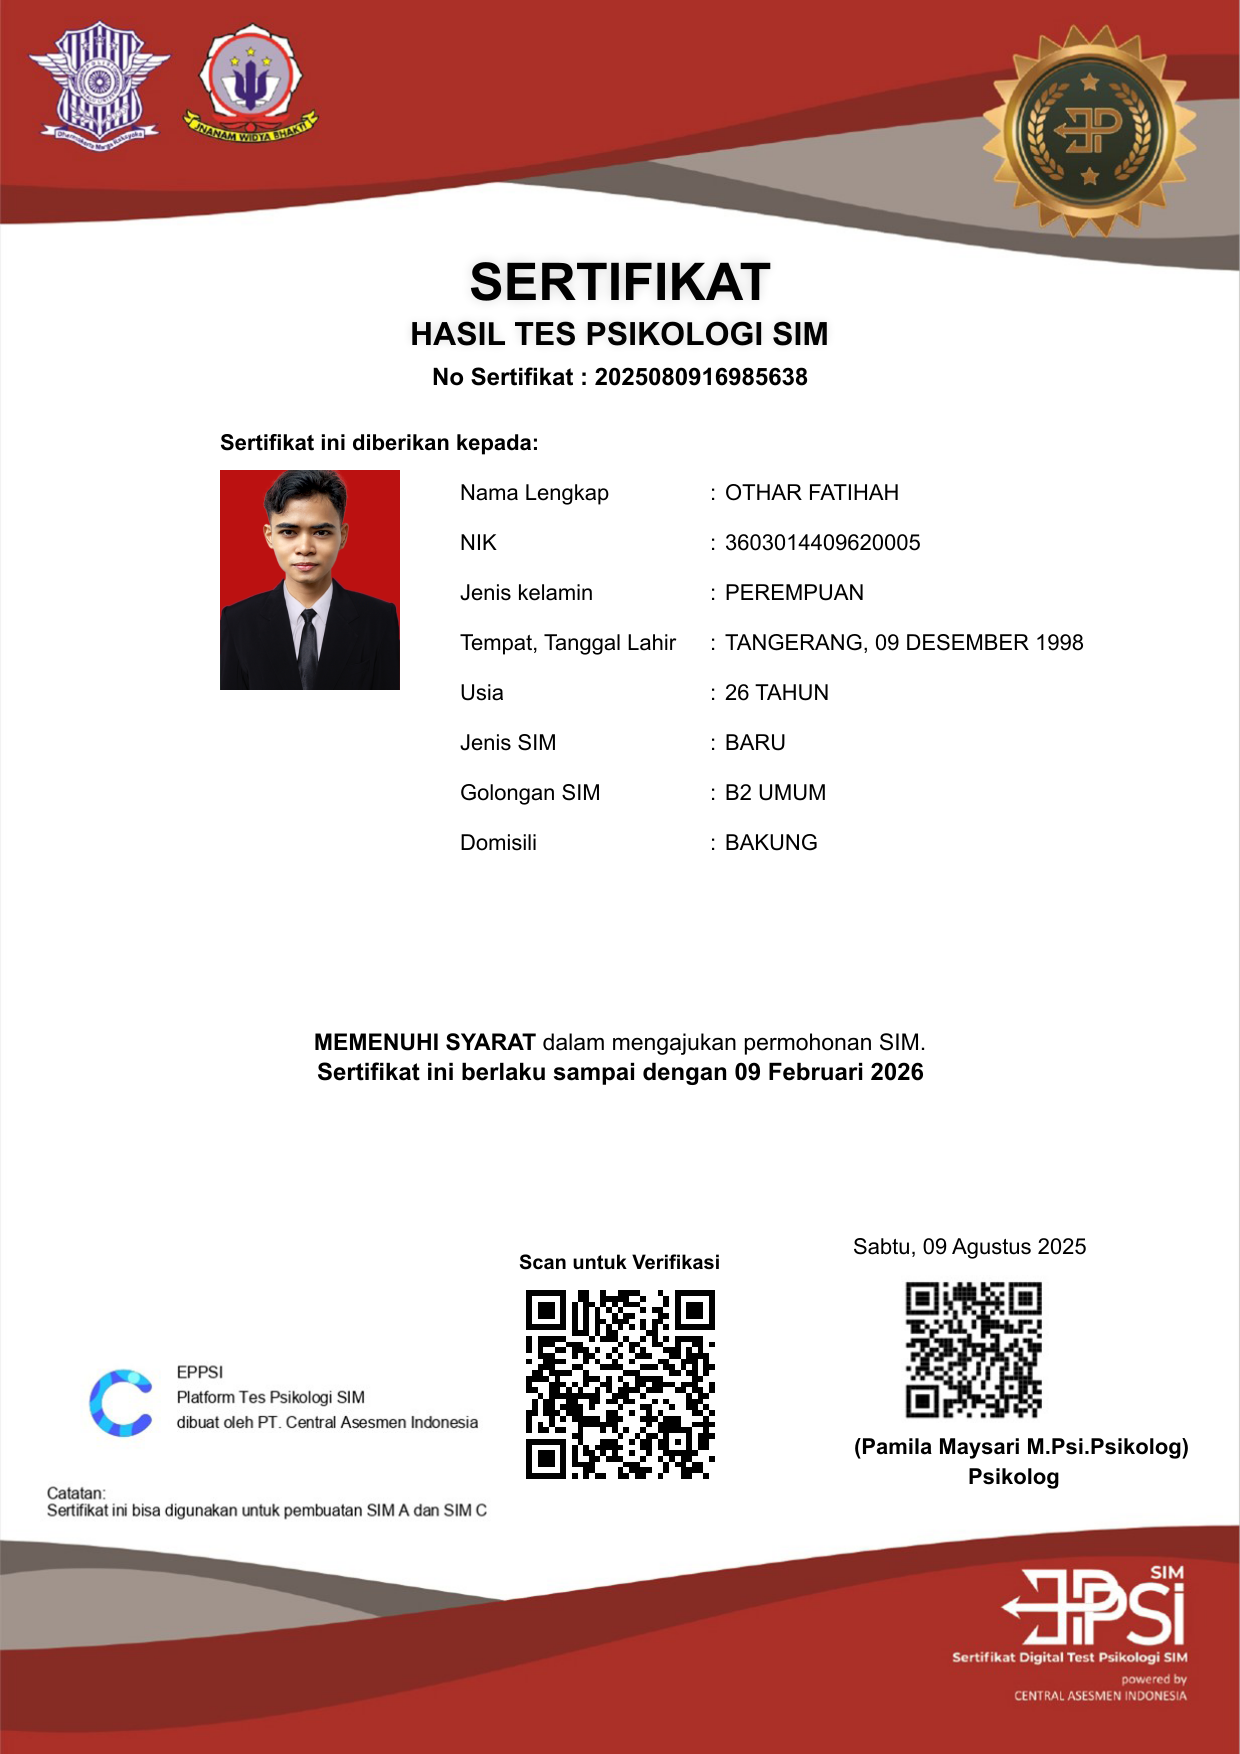 Dharmakerta Marga Raksyaka
JNANAM WIDYA BHAKTI
SERTIFIKAT
HASIL TES PSIKOLOGI SIM
No Sertifikat : 2025080916985638
Sertifikat ini diberikan kepada:
Nama Lengkap : OTHAR FATIHAH
NIK : 3603014409620005
Jenis kelamin : PEREMPUAN
Tempat, Tanggal Lahir : TANGERANG, 09 DESEMBER 1998
Usia : 26 TAHUN
Jenis SIM : BARU
Golongan SIM : B2 UMUM
Domisili : BAKUNG
MEMENUHI SYARAT dalam mengajukan permohonan SIM.
Sertifikat ini berlaku sampai dengan 09 Februari 2026
Sabtu, 09 Agustus 2025
Scan untuk Verifikasi
EPPSI
Platform Tes Psikologi SIM
dibuat oleh PT. Central Asesmen Indonesia
(Pamila Maysari M.Psi.Psikolog)
Psikolog
Catatan:
Sertifikat ini bisa digunakan untuk pembuatan SIM A dan SIM C
SIM
EPPSi
Sertifikat Digital Test Psikologi SIM
powered by
CENTRAL ASESMEN INDONESIA